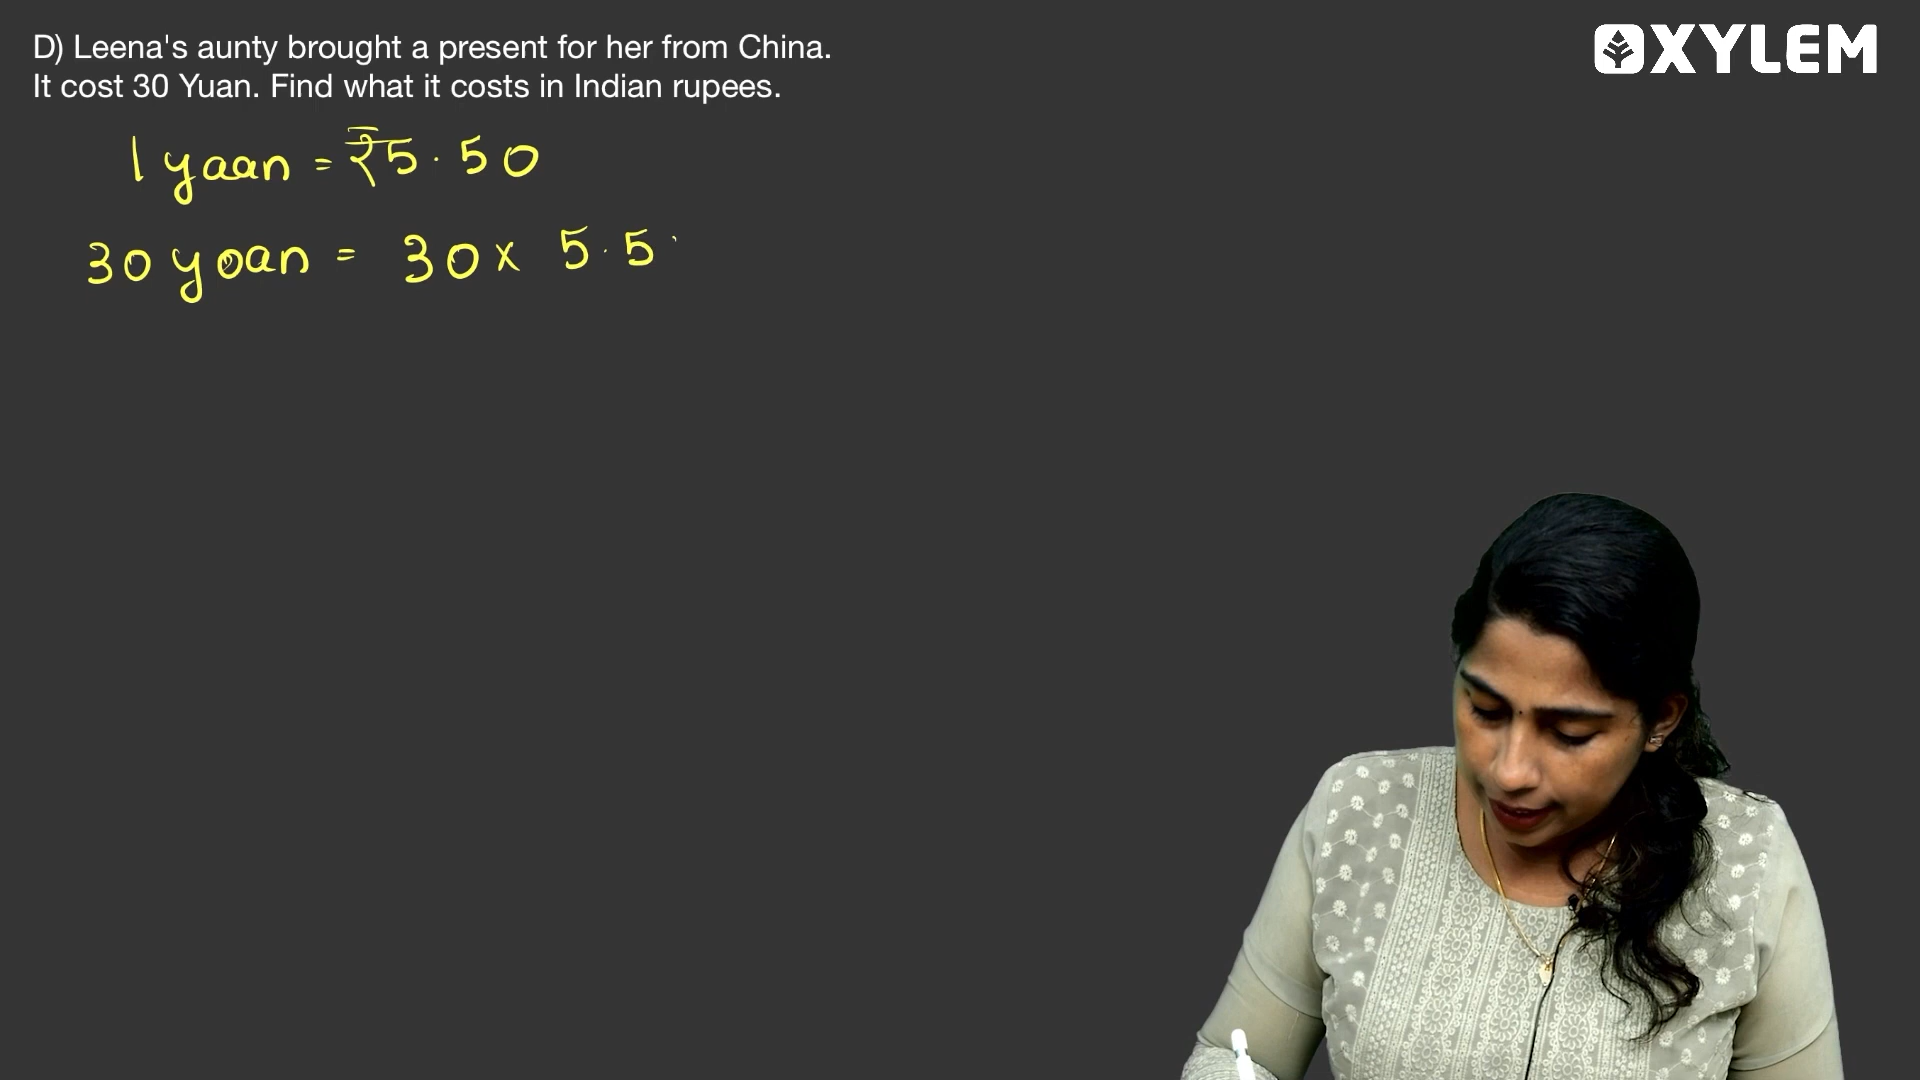 D) Leena's aunty brought a present for her from China.
It cost 30 Yuan. Find what it costs in Indian rupees.
OXYLEM
1 yaan = ₹5.50
30 yoan = 30 x 5.5